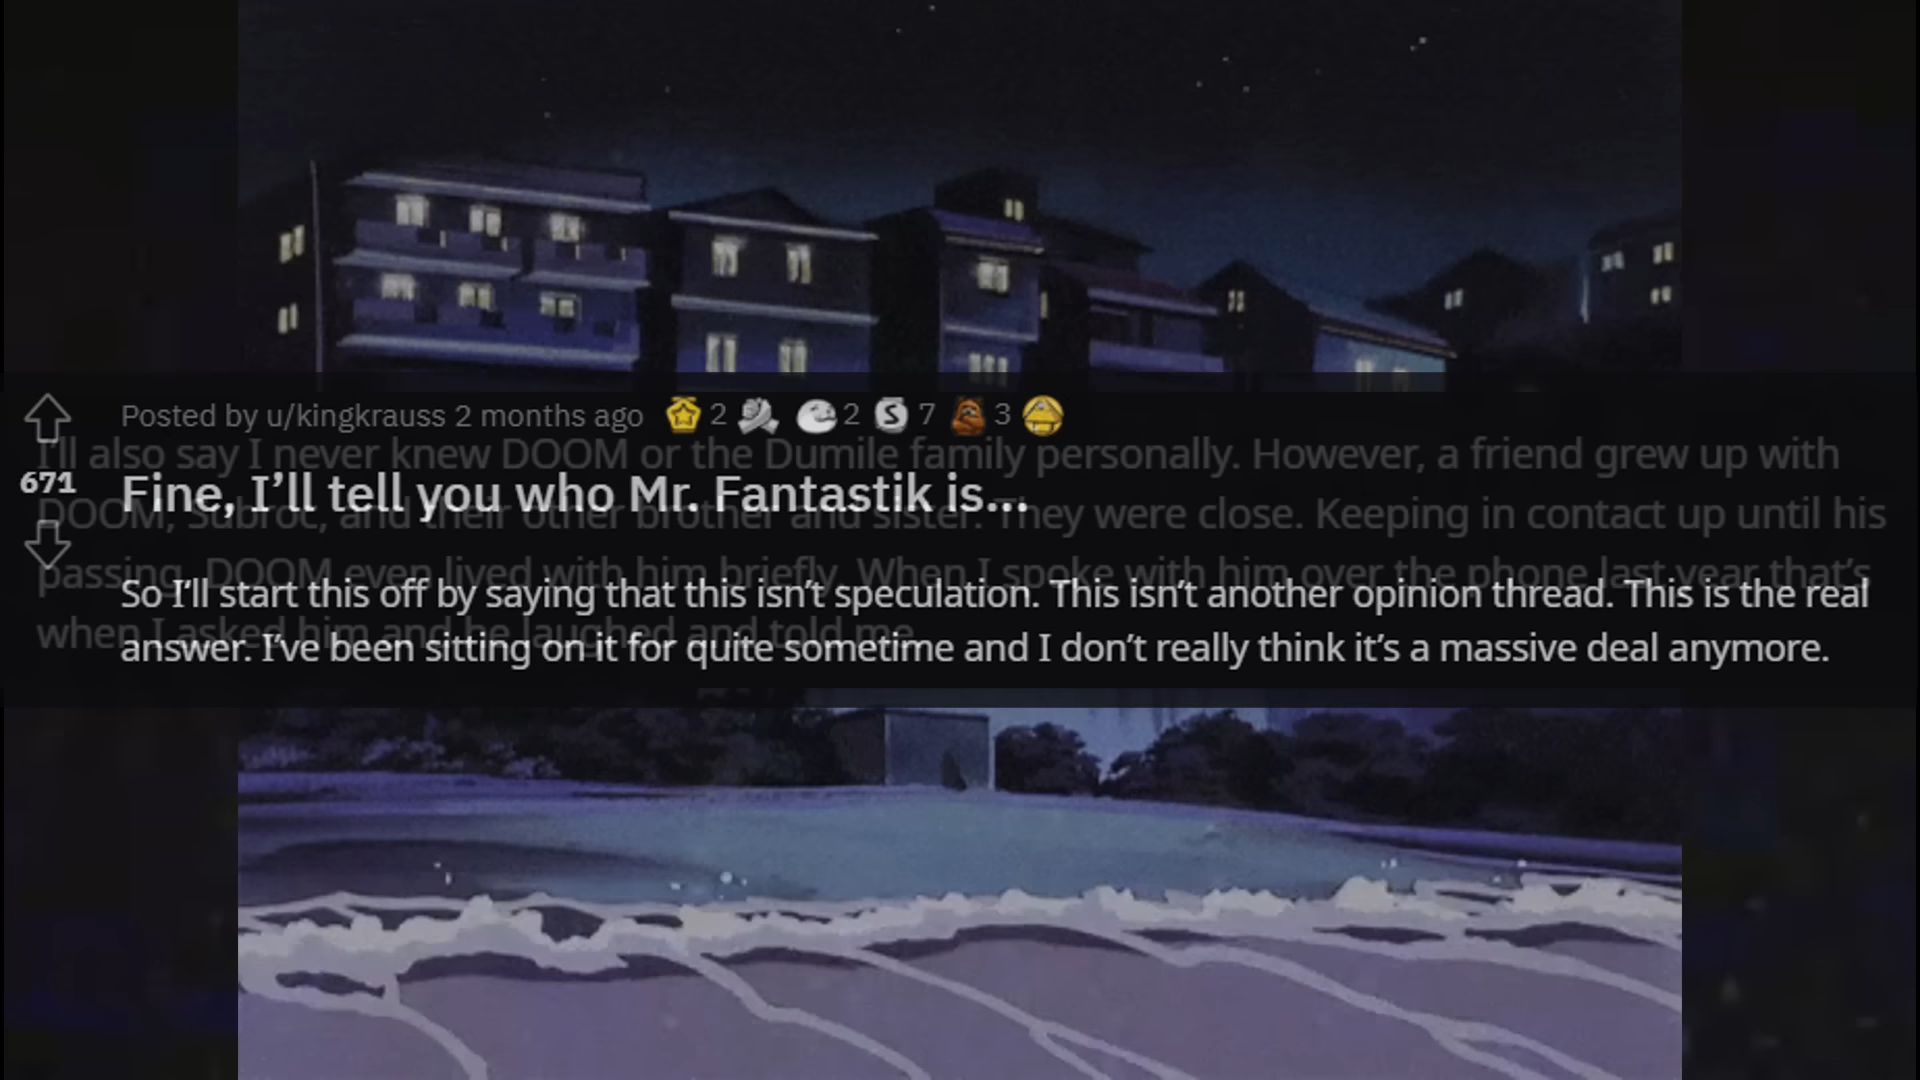 Posted by u/kingkrauss 2 months ago 2 2 7 3
I'll also say I never knew DOOM or the Dumile family personally. However, a friend grew up with
671
Fine, I’ll tell you who Mr. Fantastik is...
DOOM, Subroc, and their other brother and sister. They were close. Keeping in contact up until his
passing. DOOM even lived with him briefly. When I spoke with him over the phone last year that’s
So I’ll start this off by saying that this isn’t speculation. This isn’t another opinion thread. This is the real
when I asked him and he laughed and told me.
answer. I’ve been sitting on it for quite sometime and I don’t really think it’s a massive deal anymore.